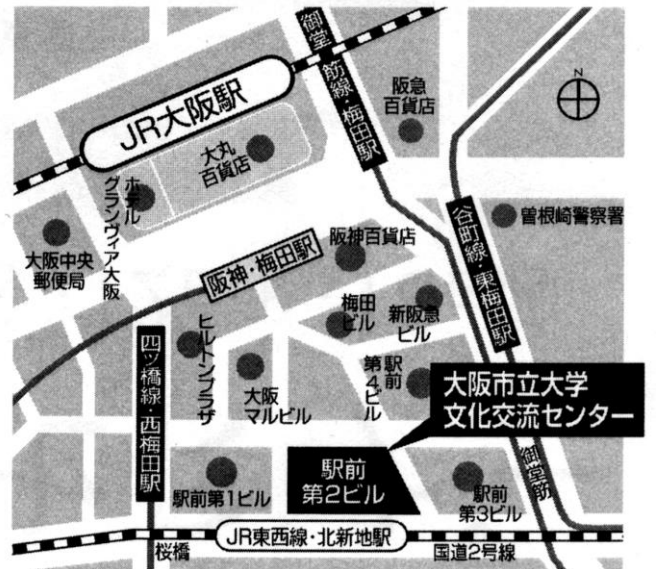 御堂筋線・梅田駅
阪急
百貨店
N
JR大阪駅
大丸
百貨店
ホテル
グランヴィア大阪
大阪中央
郵便局
谷町線・東梅田駅
曽根崎警察署
阪神百貨店
阪神・梅田駅
梅田
ビル
新阪急
ビル
四ツ橋線・西梅田駅
ヒルトンプラザ
大阪
マルビル
駅前
第4ビル
大阪市立大学
文化交流センター
駅前第1ビル
駅前
第2ビル
駅前
第3ビル
御堂筋
JR東西線・北新地駅
桜橋
国道2号線